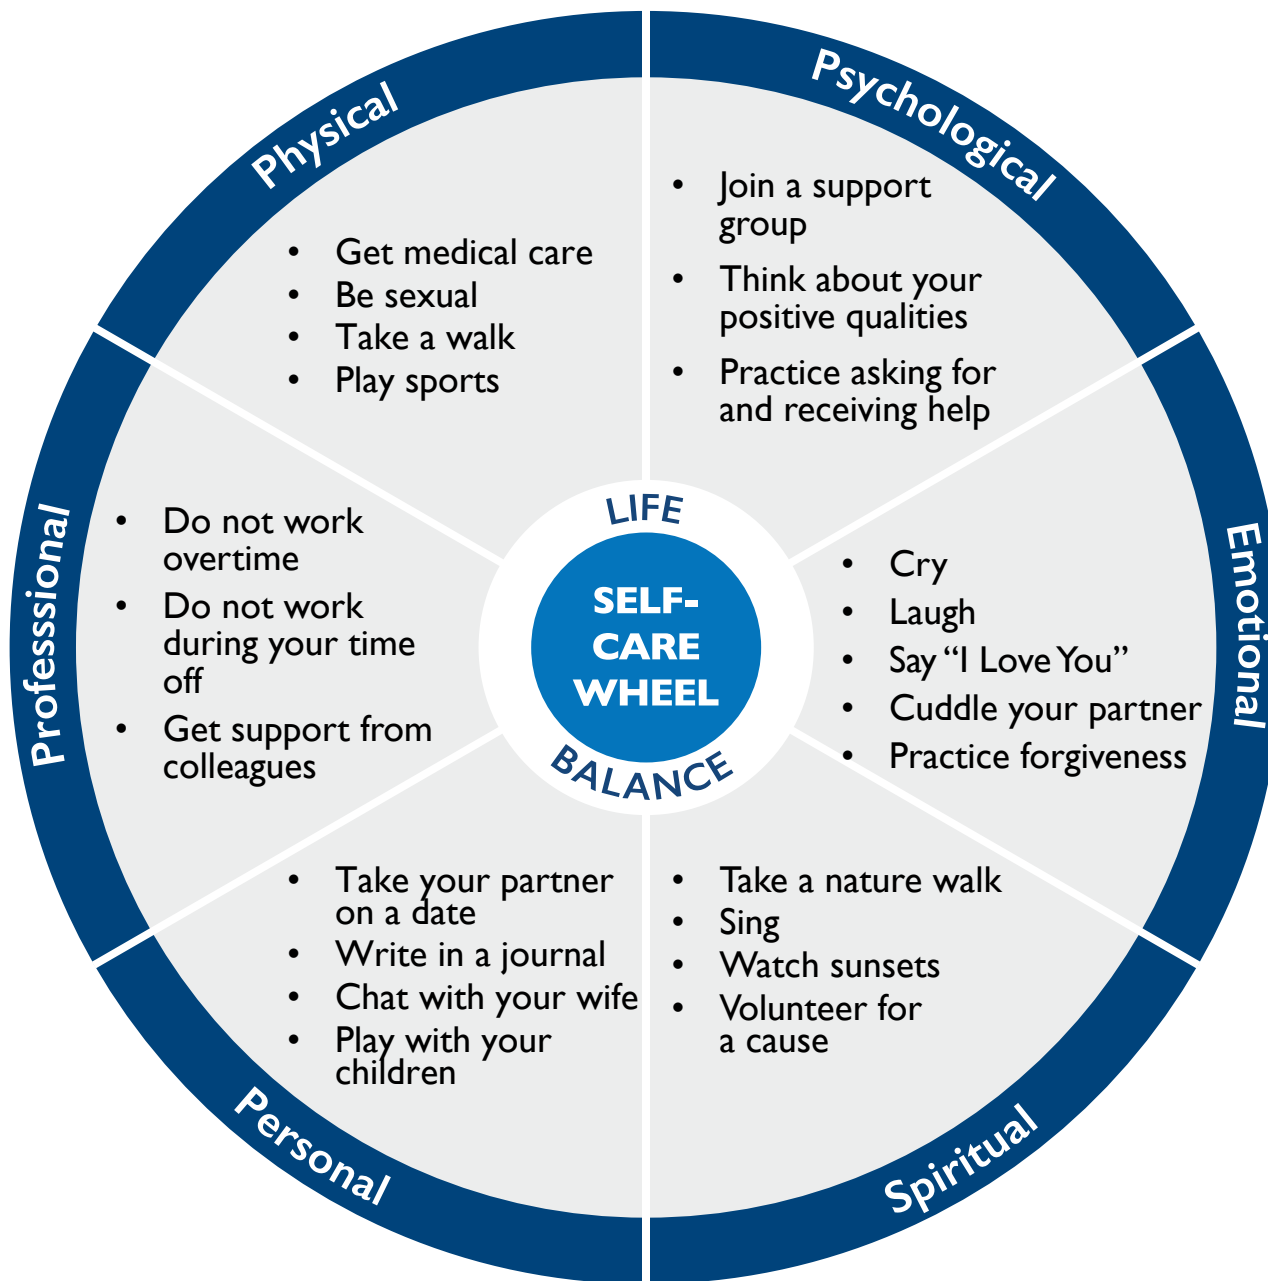 Physical
• Get medical care
• Be sexual
• Take a walk
• Play sports
Psychological
• Join a support
group
• Think about your
positive qualities
• Practice asking for
and receiving help
Emotional
• Cry
• Laugh
• Say “I Love You”
• Cuddle your partner
• Practice forgiveness
Spiritual
• Take a nature walk
• Sing
• Watch sunsets
• Volunteer for
a cause
Personal
• Take your partner
on a date
• Write in a journal
• Chat with your wife
• Play with your
children
Professsional
• Do not work
overtime
• Do not work
during your time
off
• Get support from
colleagues
LIFE
SELF-
CARE
WHEEL
BALANCE